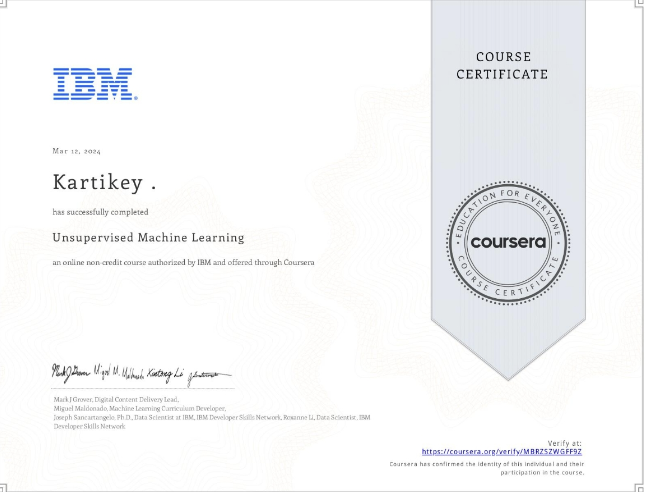 IBM®
COURSE
CERTIFICATE
Mar 12, 2024
Kartikey .
has successfully completed
Unsupervised Machine Learning
an online non-credit course authorized by IBM and offered through Coursera
EDUCATION FOR EVERYONE
coursera
COURSE CERTIFICATE
Mark J Grover, Digital Content Delivery Lead,
Miguel Maldonado, Machine Learning Curriculum Developer,
Joseph Santarcangelo, Ph.D., Data Scientist at IBM, IBM Developer Skills Network, Roxanne Li, Data Scientist, IBM
Developer Skills Network
Verify at:
https://coursera.org/verify/MBRZSZWGFF9Z
Coursera has confirmed the identity of this individual and their
participation in the course.